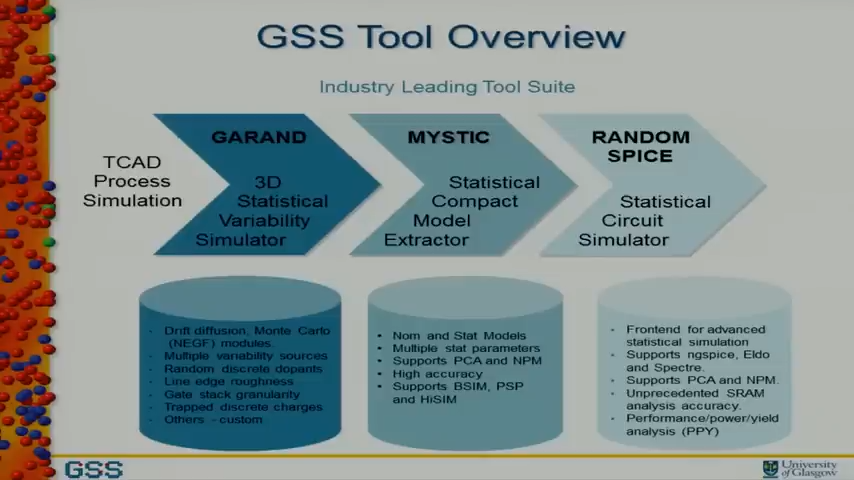 GSS Tool Overview
Industry Leading Tool Suite
TCAD
Process
Simulation
GARAND
3D
Statistical
Variability
Simulator
MYSTIC
Statistical
Compact
Model
Extractor
RANDOM
SPICE
Statistical
Circuit
Simulator
- Drift diffusion, Monte Carlo
(NEGF) modules.
- Multiple variability sources
- Random discrete dopants
- Line edge roughness
- Gate stack granularity
- Trapped discrete charges
- Others - custom
• Nom and Stat Models
• Multiple stat parameters
• Supports PCA and NPM
• High accuracy
• Supports BSIM, PSP
and HiSIM
• Frontend for advanced
statistical simulation
• Supports ngspice, Eldo
and Spectre.
• Supports PCA and NPM.
• Unprecedented SRAM
analysis accuracy.
• Performance/power/yield
analysis (PPY)
GSS
University
of Glasgow